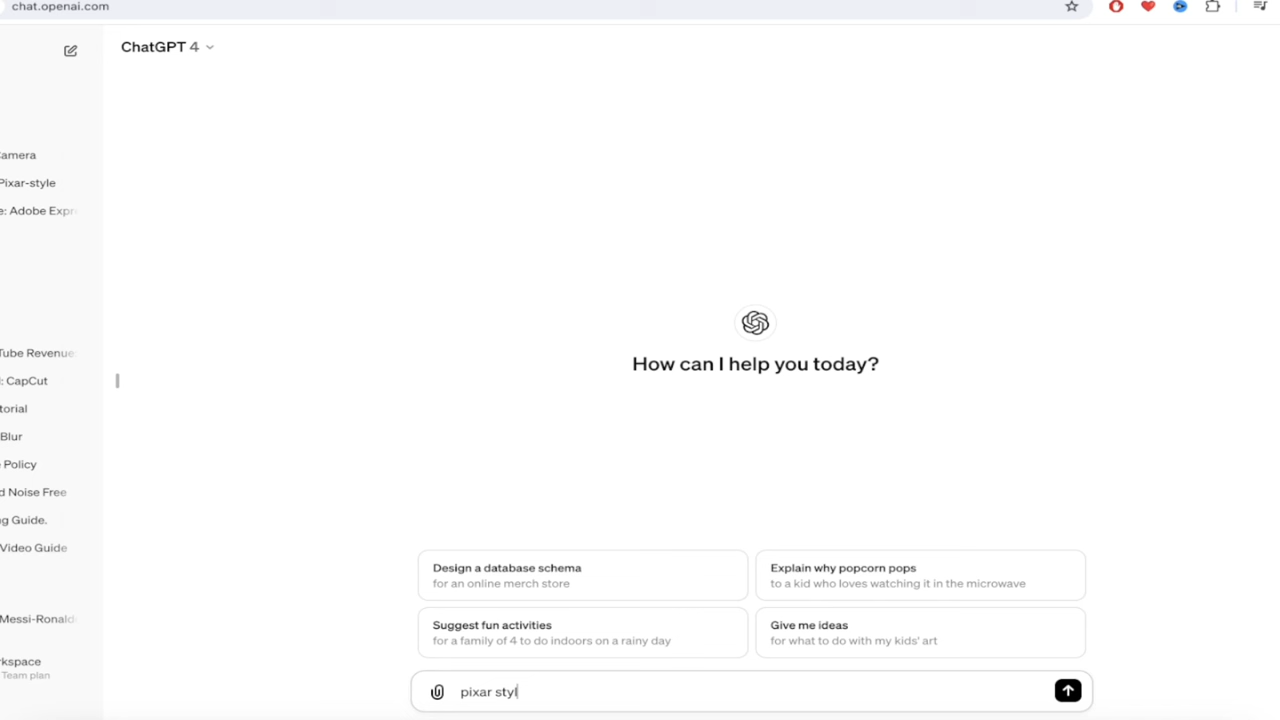 chat.openai.com
ChatGPT 4
Camera
Pixar-style
e: Adobe Expr
Tube Revenue
: CapCut
torial
Blur
Policy
d Noise Free
ng Guide.
Video Guide
Messi-Ronald
rkspace
Team plan
How can I help you today?
Design a database schema
for an online merch store
Explain why popcorn pops
to a kid who loves watching it in the microwave
Suggest fun activities
for a family of 4 to do indoors on a rainy day
Give me ideas
for what to do with my kids' art
pixar styl